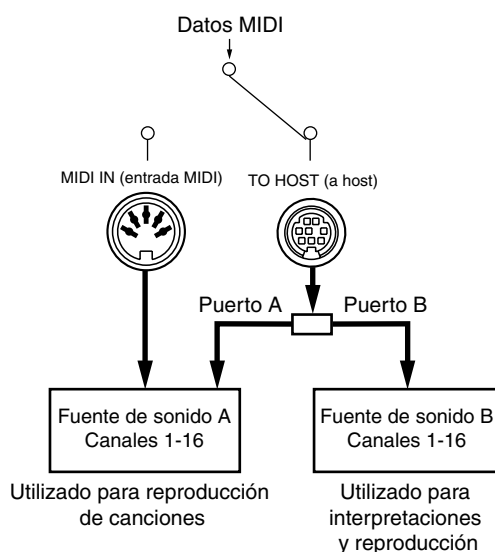 Datos MIDI
MIDI IN (entrada MIDI)
TO HOST (a host)
Puerto A
Puerto B
Fuente de sonido A
Canales 1-16
Fuente de sonido B
Canales 1-16
Utilizado para reproducción
de canciones
Utilizado para
interpretaciones
y reproducción